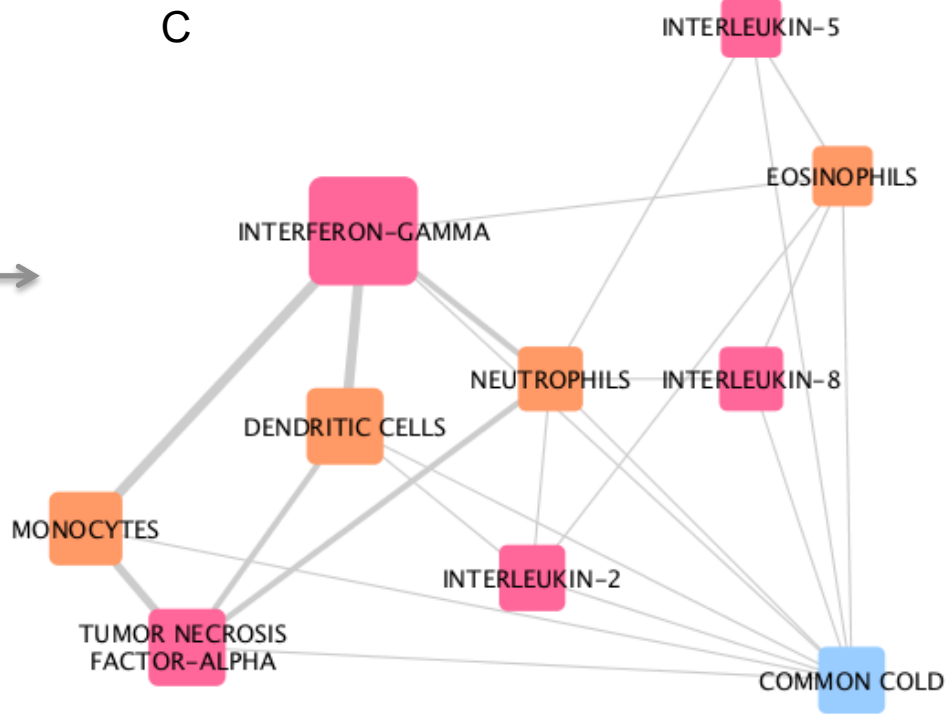 C
INTERLEUKIN-5
EOSINOPHILS
INTERFERON-GAMMA
NEUTROPHILS
INTERLEUKIN-8
DENDRITIC CELLS
MONOCYTES
INTERLEUKIN-2
TUMOR NECROSIS
FACTOR-ALPHA
COMMON COLD